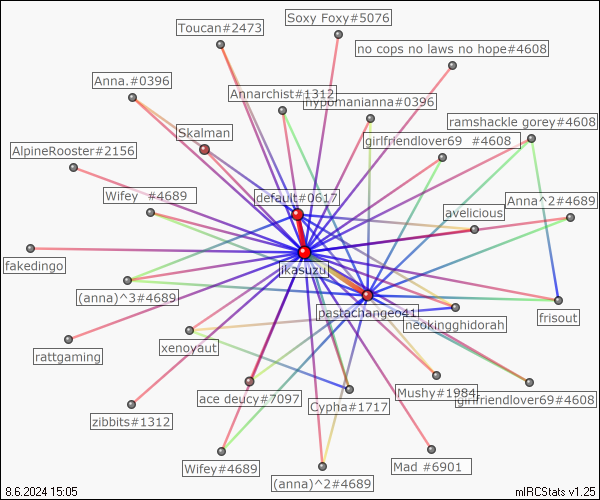 Soxy Foxy#5076
Toucan#2473
no cops no laws no hope#4608
Anna.#0396
Annarchist#1312
hypomanianna#0396
ramshackle gorey#4608
Skalman
girlfriendlover69 #4608
AlpineRooster#2156
Wifey #4689
default#0617
Anna^2#4689
avelicious
fakedingo
ikasuzu
(anna)^3#4689
pastachangeo41
neokingghidorah
frisout
rattgaming
xenoyaut
ace deucy#7097
Cypha#1717
Mushy#1984
girlfriendlover69#4608
zibbits#1312
Wifey#4689
(anna)^2#4689
Mad #6901
8.6.2024 15:05
mIRCStats v1.25